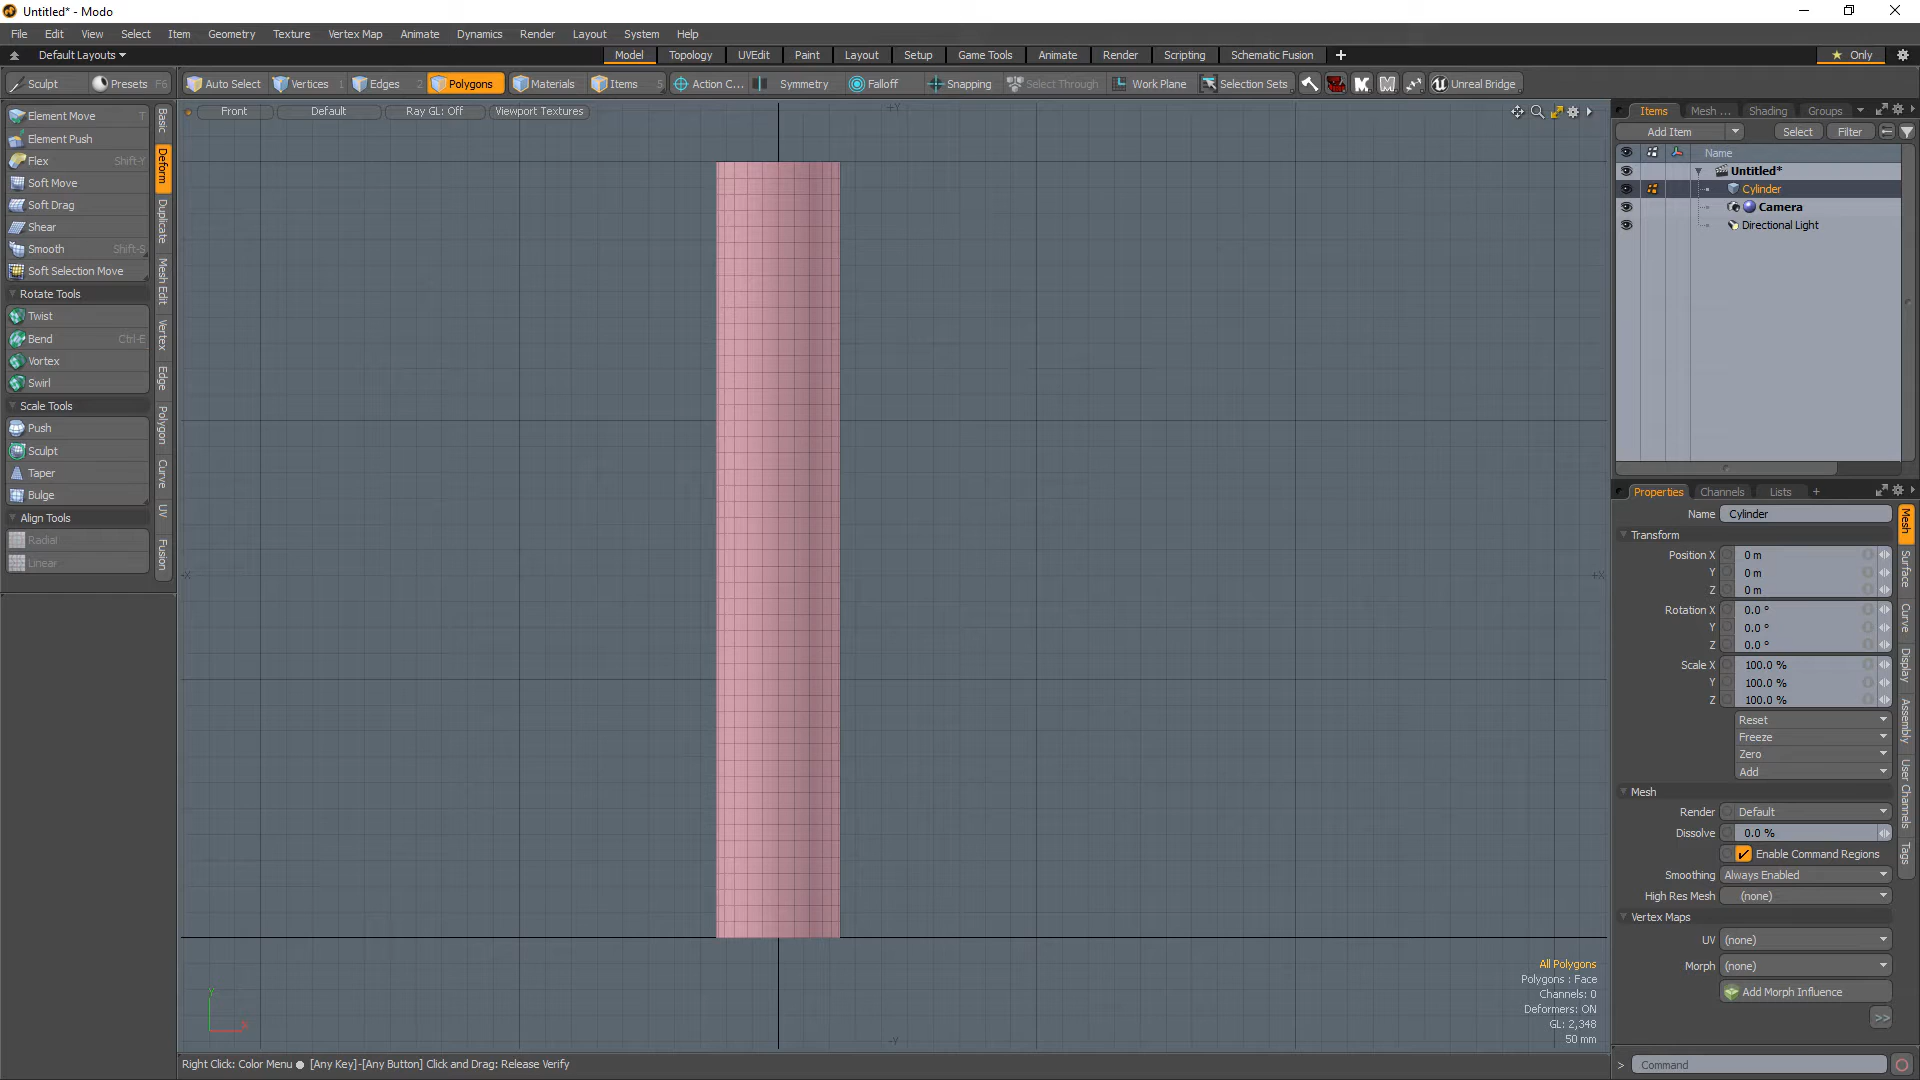 Untitled* - Modo
File Edit View Select Item Geometry Texture Vertex Map Animate Dynamics Render Layout System Help
Default Layouts
Model Topology UVEdit Paint Layout Setup Game Tools Animate Render Scripting Schematic Fusion
Only
Sculpt Presets F6 Auto Select Vertices 1 Edges 2 Polygons Materials Items 5 Action C... Symmetry Falloff Snapping Select Through Work Plane Selection Sets Unreal Bridge
Front Default Ray GL: Off Viewport Textures
Element Move T
Element Push
Flex Shift-Y
Soft Move
Soft Drag
Shear
Smooth Shift-S
Soft Selection Move
Rotate Tools
Twist
Bend Ctrl-E
Vortex
Swirl
Scale Tools
Push
Sculpt
Taper
Bulge
Align Tools
Radial
Linear
Basic
Deform
Duplicate
Mesh Edit
Vertex
Edge
Polygon
Curve
UV
Fusion
+Y
-X
+X
-Y
Y
X
All Polygons
Polygons : Face
Channels: 0
Deformers: ON
GL: 2,348
50 mm
Items Mesh ... Shading Groups
Add Item Select Filter
Name
Untitled*
Cylinder
Camera
Directional Light
Properties Channels Lists +
Name Cylinder
Transform
Position X 0 m
Y 0 m
Z 0 m
Rotation X 0.0 °
Y 0.0 °
Z 0.0 °
Scale X 100.0 %
Y 100.0 %
Z 100.0 %
Reset
Freeze
Zero
Add
Mesh
Render Default
Dissolve 0.0 %
Enable Command Regions
Smoothing Always Enabled
High Res Mesh (none)
Vertex Maps
UV (none)
Morph (none)
Add Morph Influence
>>
Mesh
Surface
Curve
Display
Assembly
User Channels
Tags
Right Click: Color Menu ● [Any Key]-[Any Button] Click and Drag: Release Verify
> Command